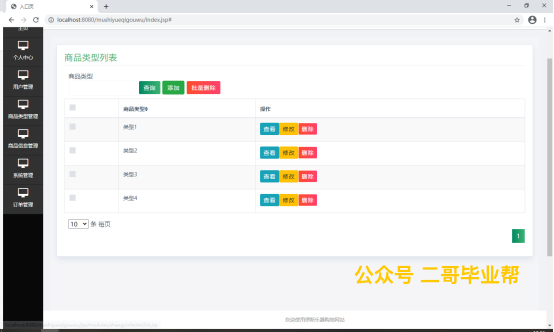 人口页
localhost:8080/mushiyueqigouwu/index.jsp#
主页
个人中心
用户管理
商品类型管理
商品信息管理
系统管理
订单管理
商品类型列表
商品类型
查询 添加 批量删除
商品类型 操作
类型1 查看 修改 删除
类型2 查看 修改 删除
类型3 查看 修改 删除
类型4 查看 修改 删除
10 条 每页
1
公众号 二哥毕业帮